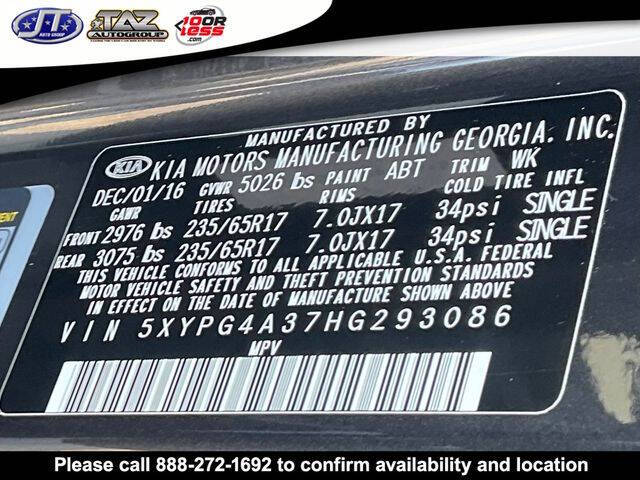 JT
AUTO GROUP
TAZ
AUTOGROUP
10 OR
LESS.com
MANUFACTURED BY
KIA KIA MOTORS MANUFACTURING GEORGIA. INC.
DEC/01/16 GVWR 5026 lbs PAINT ABT TRIM WK
GAWR TIRES RIMS COLD TIRE INFL
FRONT 2976 lbs 235/65R17 7.0JX17 34psi SINGLE
REAR 3075 lbs 235/65R17 7.0JX17 34psi SINGLE
THIS VEHICLE CONFORMS TO ALL APPLICABLE U.S.A. FEDERAL
MOTOR VEHICLE SAFETY AND THEFT PREVENTION STANDARDS
IN EFFECT ON THE DATE OF MANUFACTURE SHOWN ABOVE
VIN 5XYPG4A37HG293086
MPV
Please call 888-272-1692 to confirm availability and location